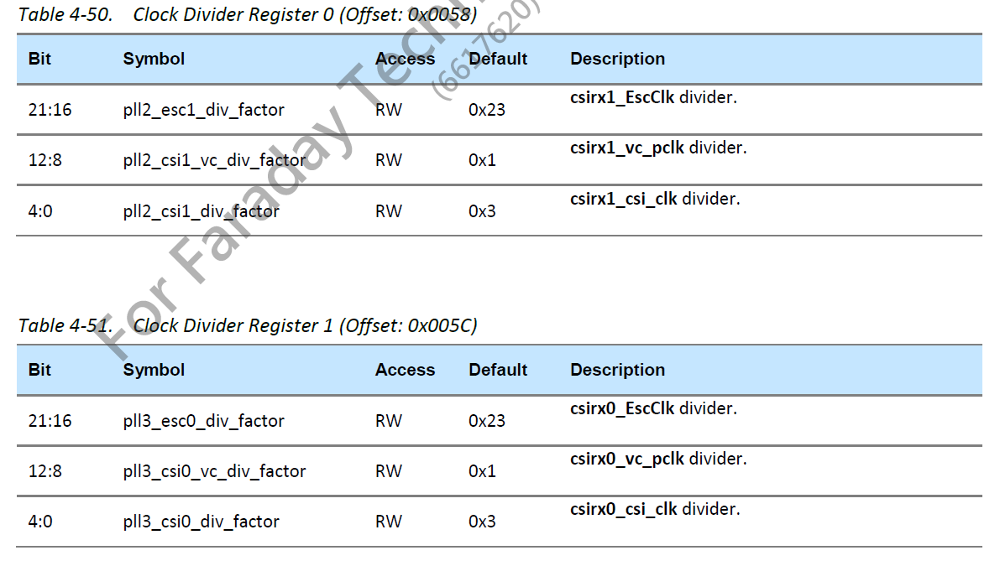 Table 4-50. Clock Divider Register 0 (Offset: 0x0058)
Bit Symbol Access Default Description
21:16 pll2_esc1_div_factor RW 0x23 csirx1_EscClk divider.
12:8 pll2_csi1_vc_div_factor RW 0x1 csirx1_vc_pclk divider.
4:0 pll2_csi1_div_factor RW 0x3 csirx1_csi_clk divider.
For Faraday Techn
(6617620)
Table 4-51. Clock Divider Register 1 (Offset: 0x005C)
Bit Symbol Access Default Description
21:16 pll3_esc0_div_factor RW 0x23 csirx0_EscClk divider.
12:8 pll3_csi0_vc_div_factor RW 0x1 csirx0_vc_pclk divider.
4:0 pll3_csi0_div_factor RW 0x3 csirx0_csi_clk divider.